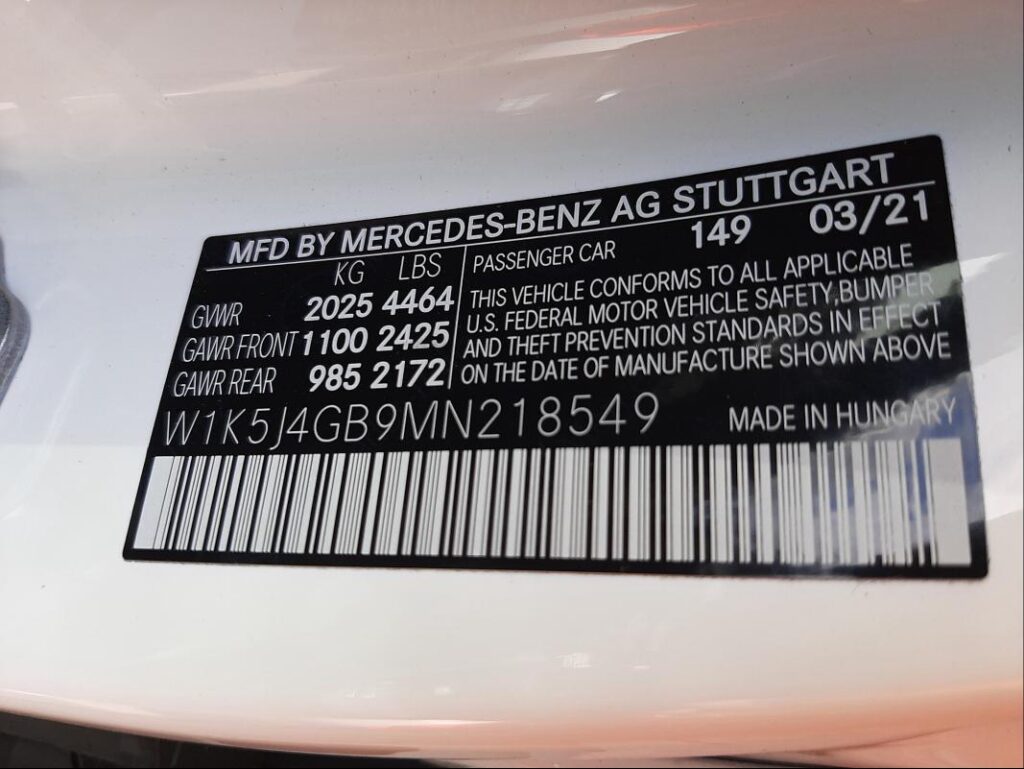 MFD BY MERCEDES-BENZ AG STUTTGART
KG LBS
GVWR 2025 4464
GAWR FRONT 1100 2425
GAWR REAR 985 2172
PASSENGER CAR 149 03/21
THIS VEHICLE CONFORMS TO ALL APPLICABLE
U.S. FEDERAL MOTOR VEHICLE SAFETY,BUMPER
AND THEFT PREVENTION STANDARDS IN EFFECT
ON THE DATE OF MANUFACTURE SHOWN ABOVE
W1K5J4GB9MN218549 MADE IN HUNGARY